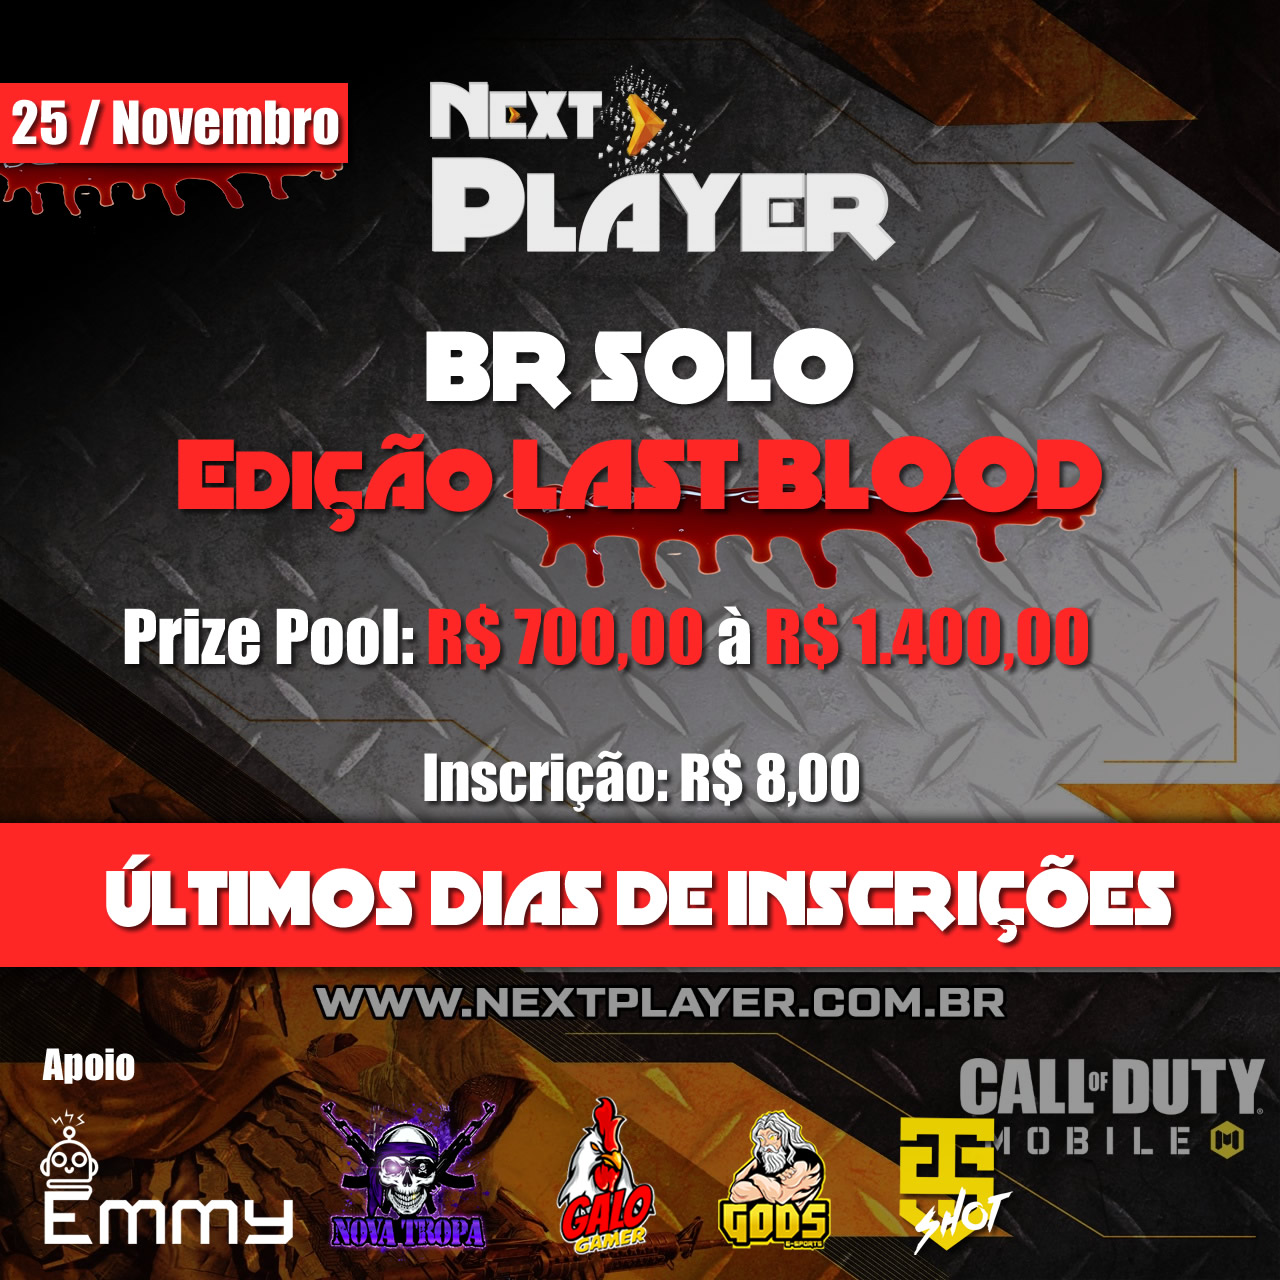 25 / Novembro
NEXT
PLAYER
BR SOLO
EDIÇÃO LAST BLOOD
Prize Pool: R$ 700,00 à R$ 1.400,00
Inscrição: R$ 8,00
ÚLTIMOS DIAS DE INSCRIÇÕES
WWW.NEXTPLAYER.COM.BR
Apoio
CALL OF DUTY
MOBILE
Emmy
NOVA TROPA
GALO
GAMER
GODS
E-SPORTS
SHOT